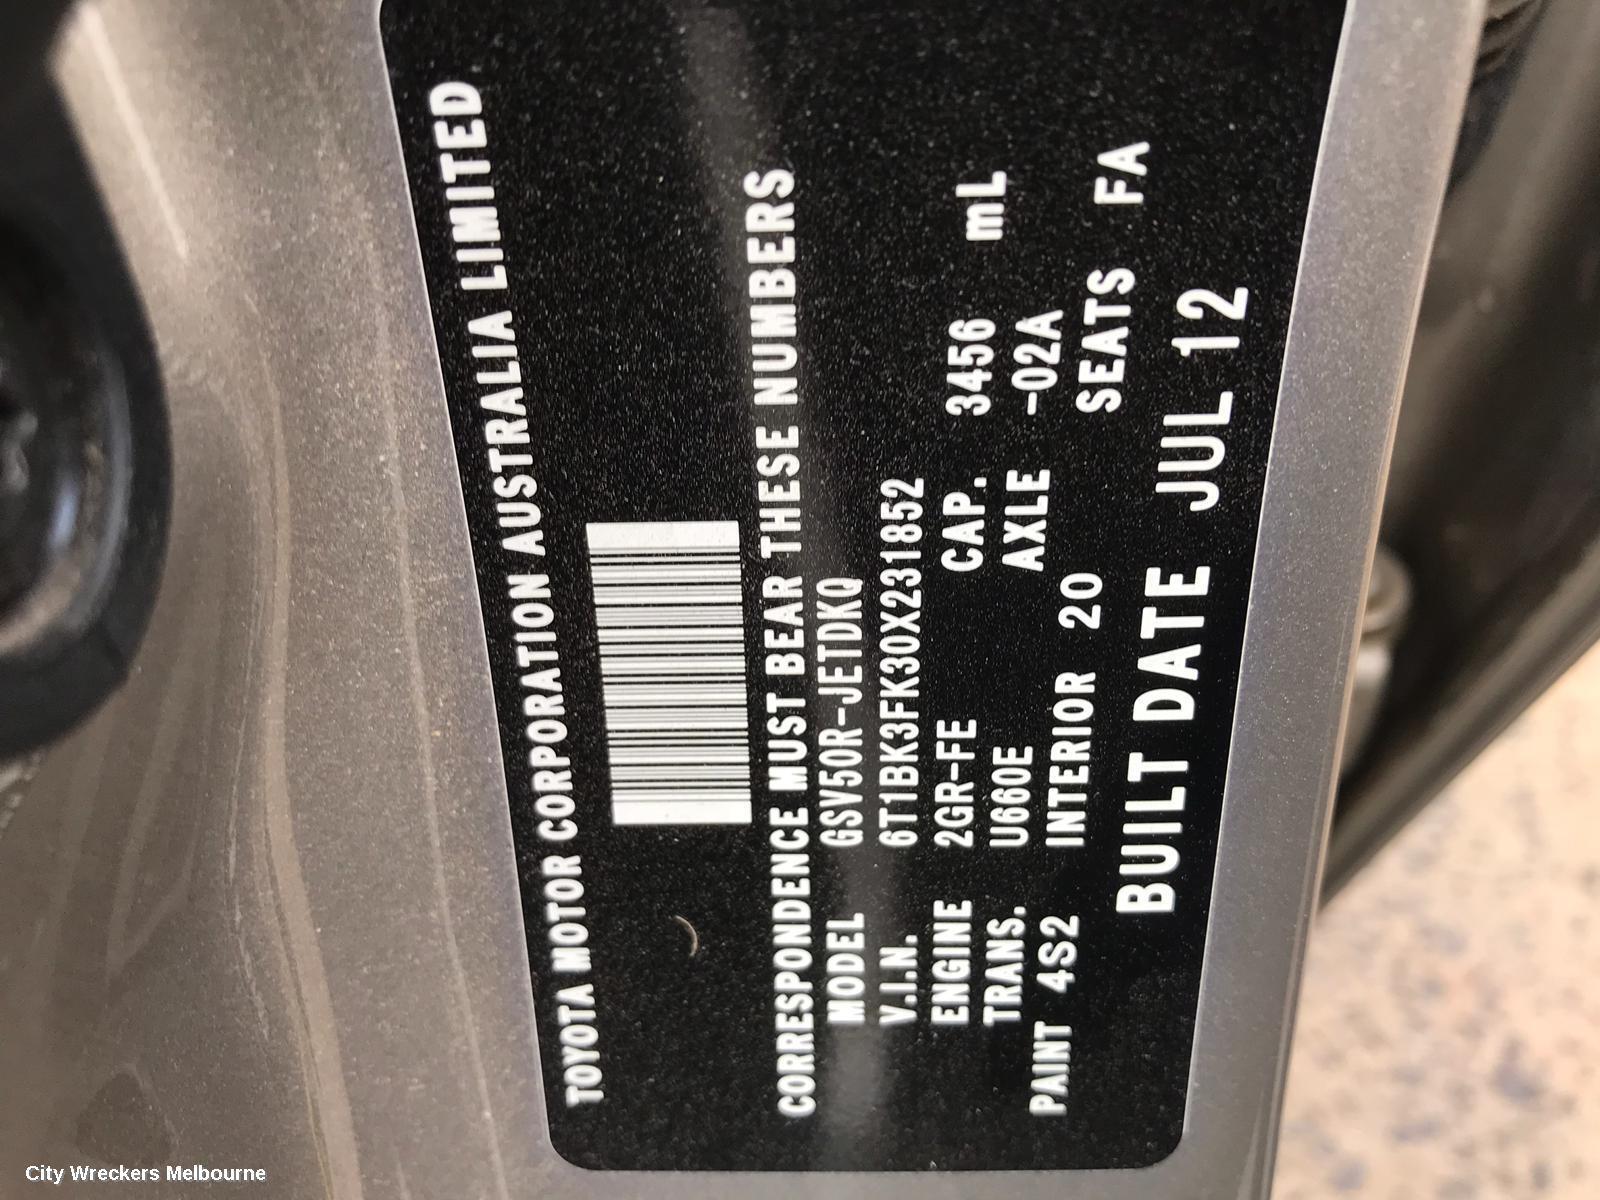 TOYOTA MOTOR CORPORATION AUSTRALIA LIMITED
CORRESPONDENCE MUST BEAR THESE NUMBERS
MODEL GSV50R-JETDKQ
V.I.N. 6T1BK3FK30X231852
ENGINE 2GR-FE CAP. 3456 mL
TRANS. U660E AXLE -02A
PAINT 4S2 INTERIOR 20 SEATS FA
BUILT DATE JUL 12
City Wreckers Melbourne